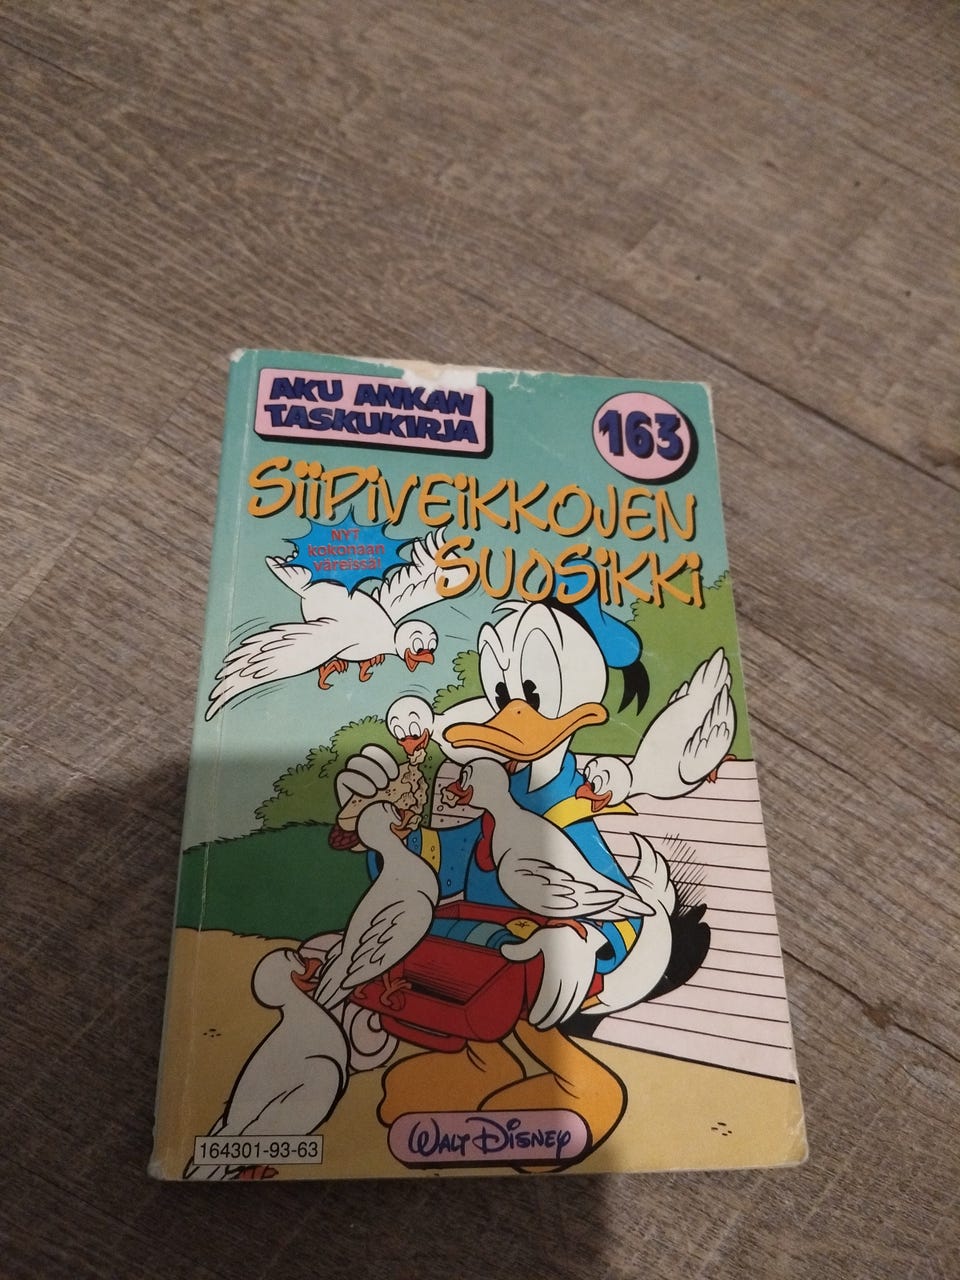 AKU ANKAN
TASKUKIRJA
163
SiiPiVEiKKOJEN
SUOSiKKi
NYT
kokonaan
väreissä!
164301-93-63
WALT DISNEY